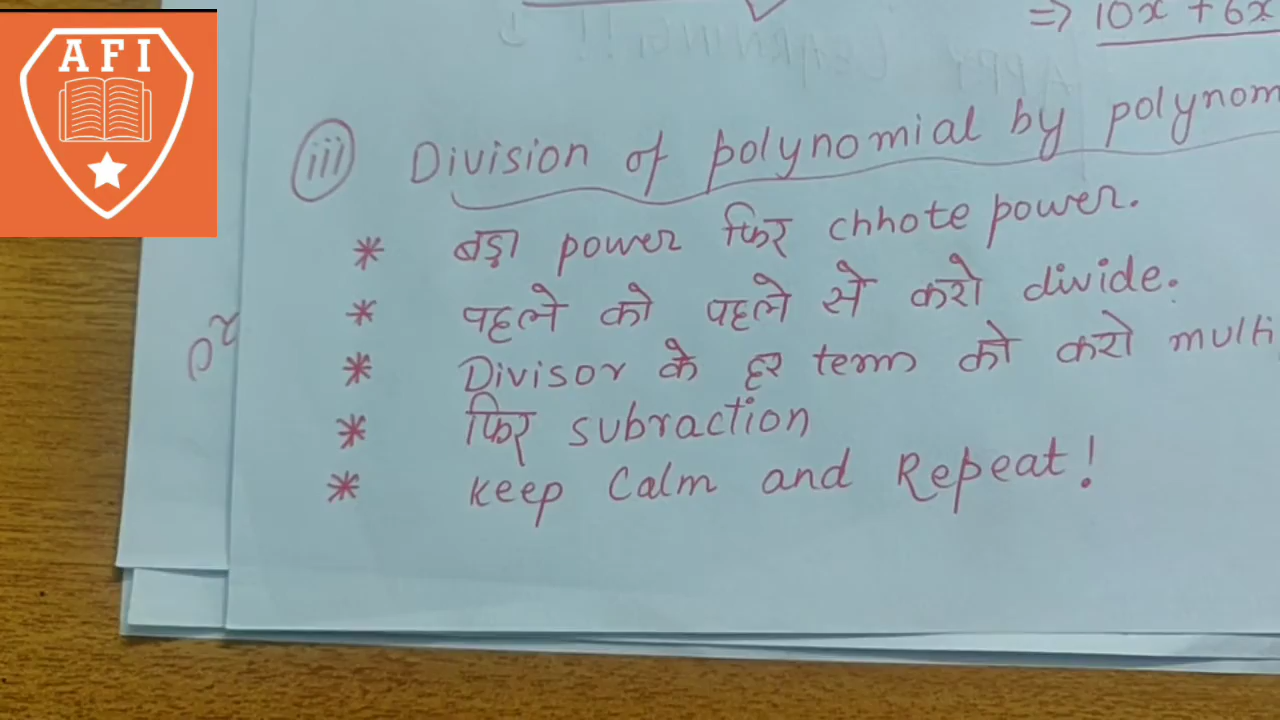 AFI
⇒ 10x + 6x
(iii) Division of polynomial by polynom
* बड़ा power फिर chhote power.
* पहले को पहले से करो divide.
* Divisor के हर term को करो multi
* फिर subraction
* Keep Calm and Repeat!